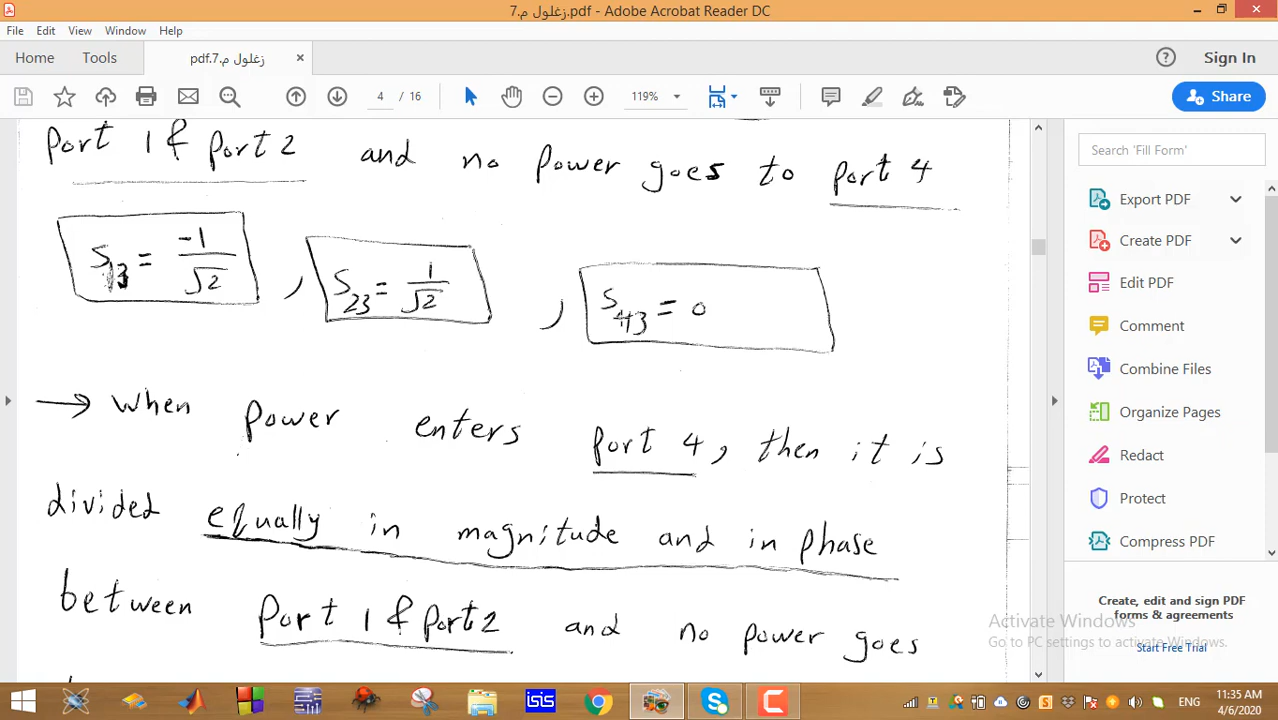 زغلول م.7.pdf - Adobe Acrobat Reader DC
File Edit View Window Help
Home Tools زغلول م.7.pdf × ? Sign In
4 / 16 119% Share
Port 1 & Port 2 and no power goes to port 4
S13 = -1/√2 , S23 = 1/√2 , S43 = 0
→ When power enters port 4, then it is
divided equally in magnitude and in phase
between Port 1 & Port 2 and no power goes
Search 'Fill Form'
Export PDF
Create PDF
Edit PDF
Comment
Combine Files
Organize Pages
Redact
Protect
Compress PDF
Create, edit and sign PDF
forms & agreements
Start Free Trial
Activate Windows
Go to PC settings to activate Windows.
isis
ENG
11:35 AM
4/6/2020